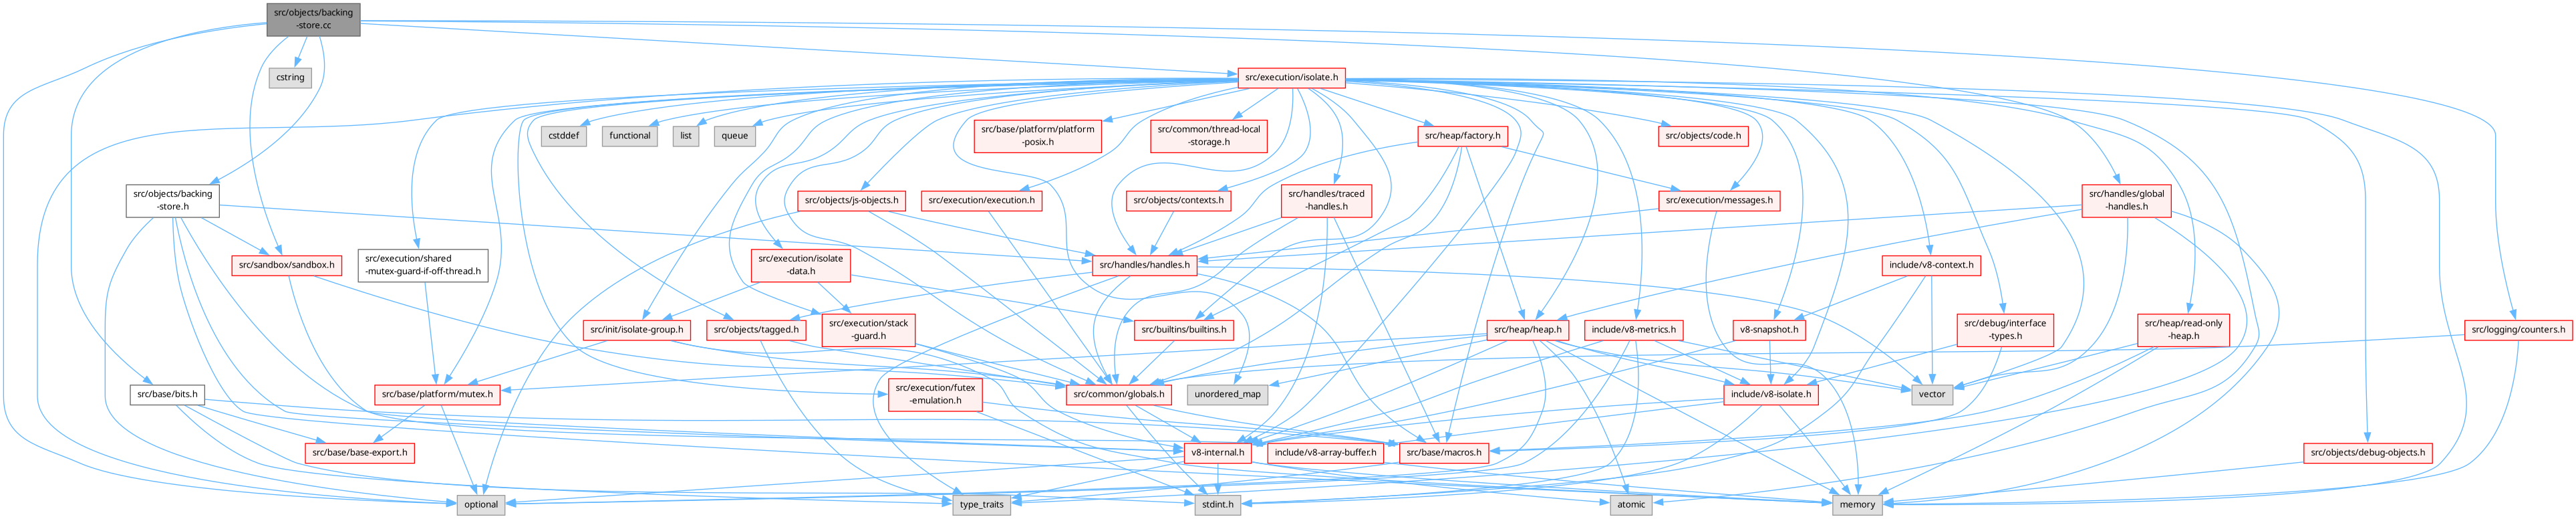 src/objects/backing
-store.cc
cstring
src/execution/isolate.h
cstddef
functional
list
queue
src/base/platform/platform
-posix.h
src/common/thread-local
-storage.h
src/heap/factory.h
src/objects/code.h
src/objects/backing
-store.h
src/objects/js-objects.h
src/execution/execution.h
src/objects/contexts.h
src/handles/traced
-handles.h
src/execution/messages.h
src/handles/global
-handles.h
src/sandbox/sandbox.h
src/execution/shared
-mutex-guard-if-off-thread.h
src/execution/isolate
-data.h
src/handles/handles.h
include/v8-context.h
src/init/isolate-group.h
src/objects/tagged.h
src/execution/stack
-guard.h
src/builtins/builtins.h
src/heap/heap.h
include/v8-metrics.h
v8-snapshot.h
src/debug/interface
-types.h
src/heap/read-only
-heap.h
src/logging/counters.h
src/base/bits.h
src/base/platform/mutex.h
src/execution/futex
-emulation.h
src/common/globals.h
unordered_map
include/v8-isolate.h
vector
src/base/base-export.h
v8-internal.h
include/v8-array-buffer.h
src/base/macros.h
src/objects/debug-objects.h
optional
type_traits
stdint.h
atomic
memory